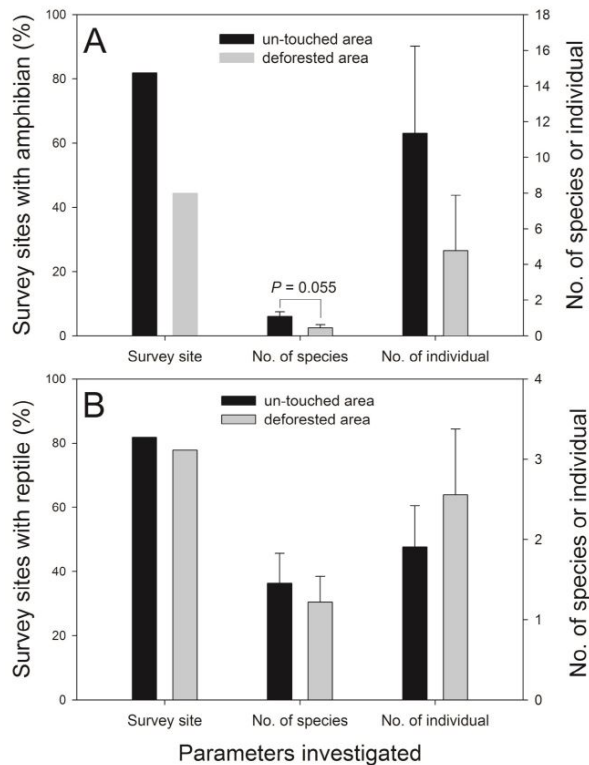 A
un-touched area
deforested area
Survey sites with amphibian (%)
100
80
60
40
20
0
P = 0.055
18
16
14
12
10
8
6
4
2
0
No. of species or individual
Survey site
No. of species
No. of individual
B
un-touched area
deforested area
Survey sites with reptile (%)
100
80
60
40
20
0
4
3
2
1
0
No. of species or individual
Survey site
No. of species
No. of individual
Parameters investigated